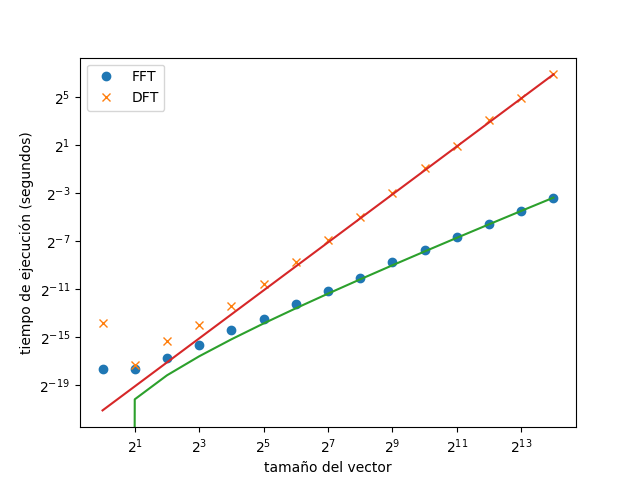 FFT
DFT
2^5
2^1
2^-3
2^-7
2^-11
2^-15
2^-19
tiempo de ejecución (segundos)
2^1 2^3 2^5 2^7 2^9 2^11 2^13
tamaño del vector